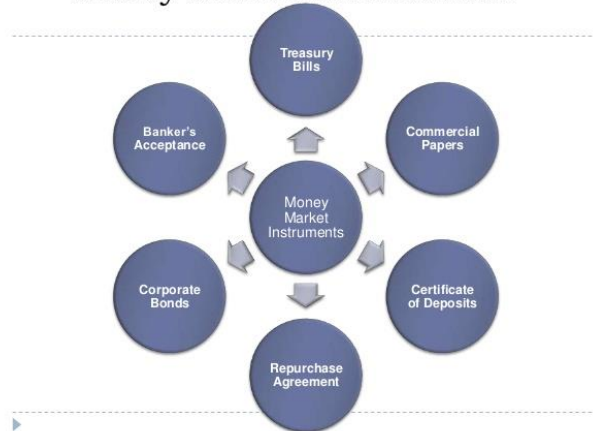 Treasury
Bills
Commercial
Papers
Certificate
of Deposits
Repurchase
Agreement
Corporate
Bonds
Banker's
Acceptance
Money
Market
Instruments